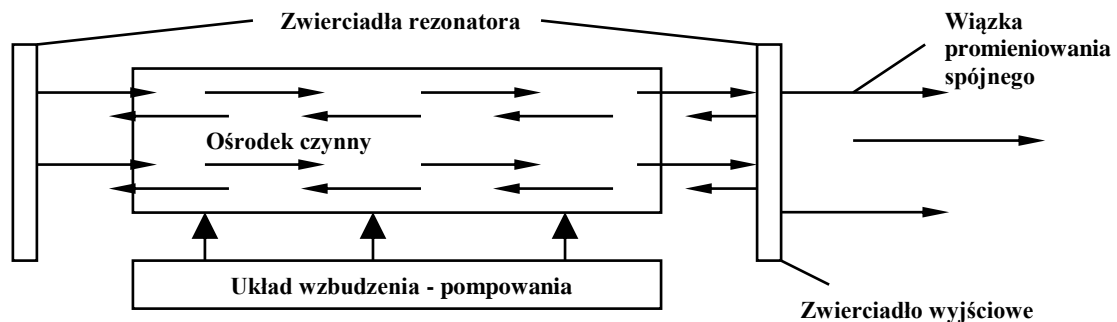 Zwierciadła rezonatora
Wiązka
promieniowania
spójnego
Ośrodek czynny
Układ wzbudzenia - pompowania
Zwierciadło wyjściowe